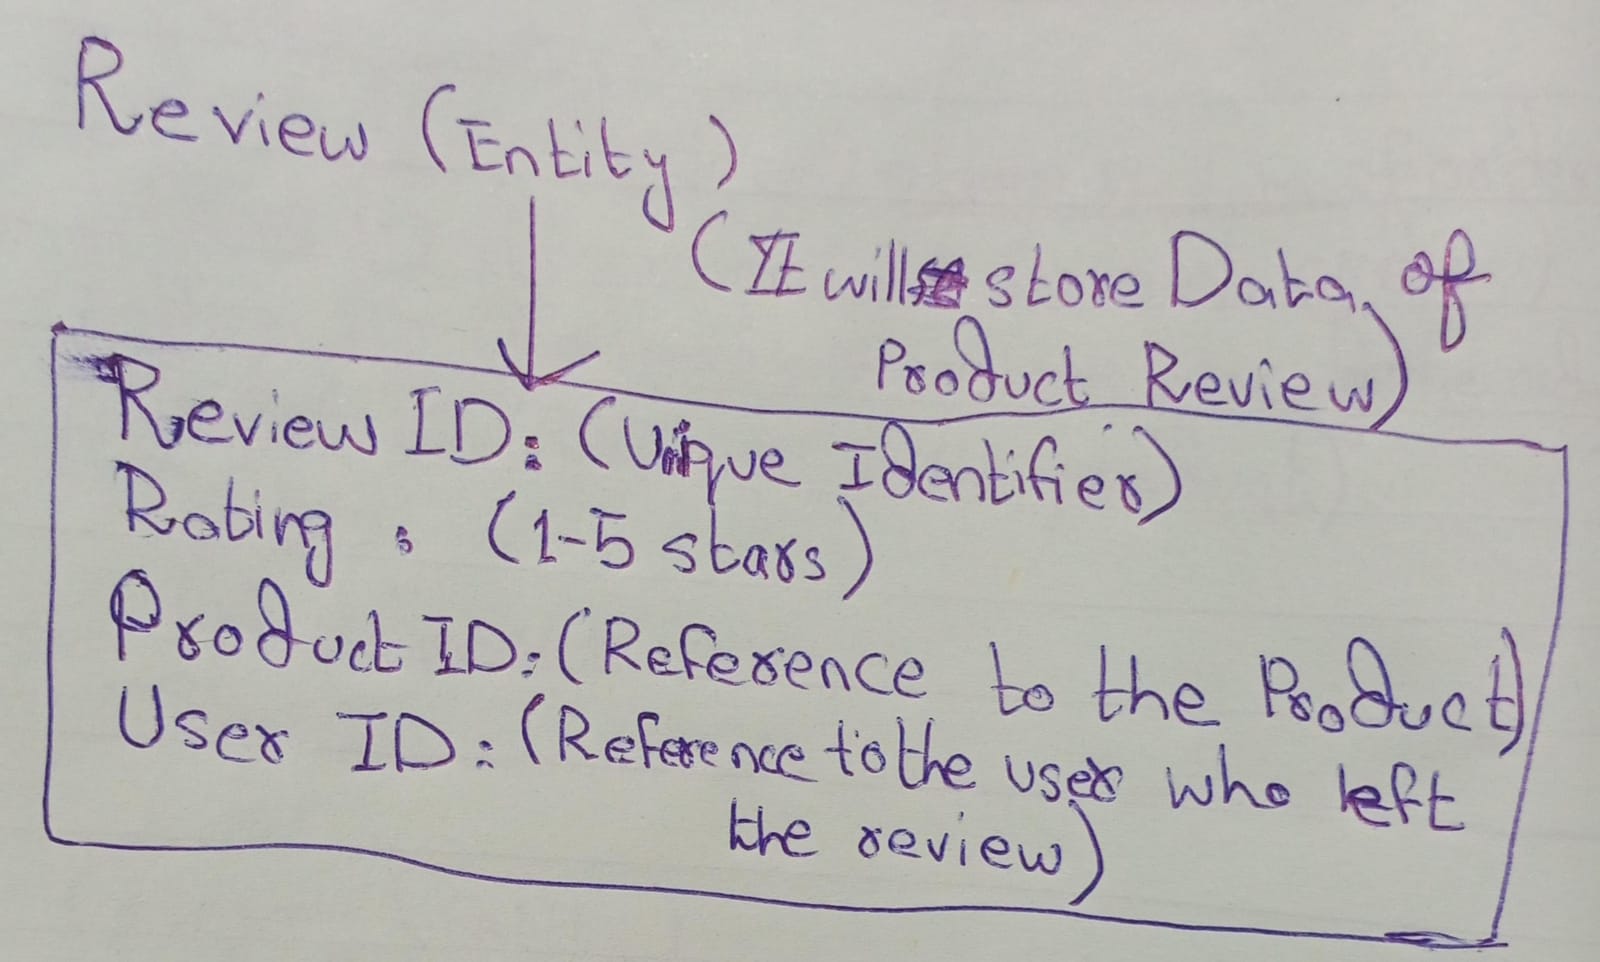 Review (Entity)
(It will store Data of
Product Review)
Review ID: (Unique Identifier)
Rating : (1-5 stars)
Product ID: (Reference to the Product)
User ID: (Reference to the user who left
the review)